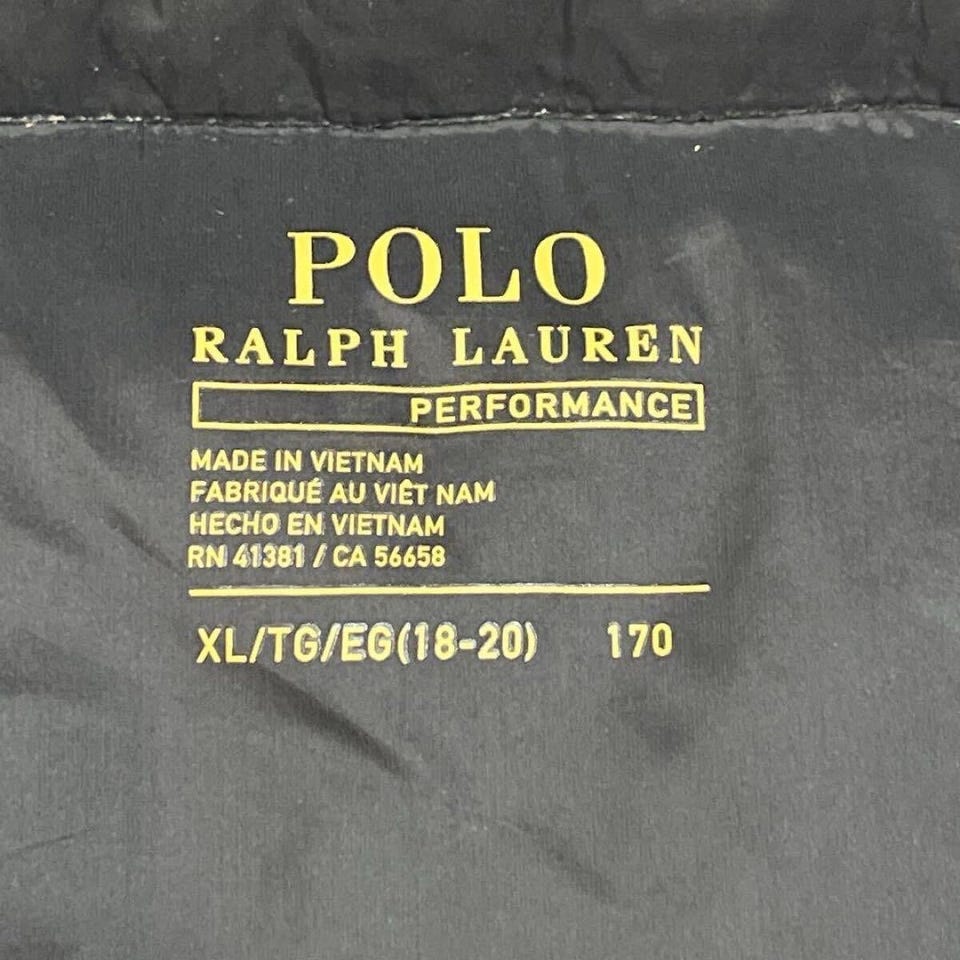 POLO
RALPH LAUREN
PERFORMANCE
MADE IN VIETNAM
FABRIQUÉ AU VIÊT NAM
HECHO EN VIETNAM
RN 41381 / CA 56658
XL/TG/EG(18-20) 170